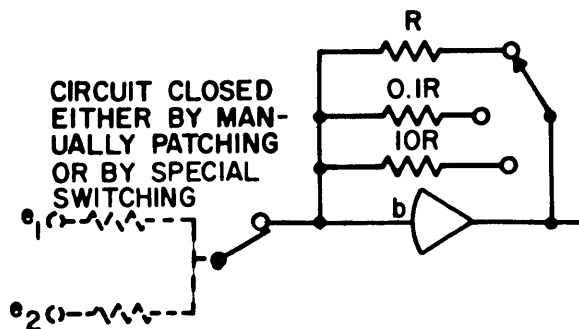 R
0.1R
10R
CIRCUIT CLOSED
EITHER BY MAN-
UALLY PATCHING
OR BY SPECIAL
SWITCHING
e1
b
e2